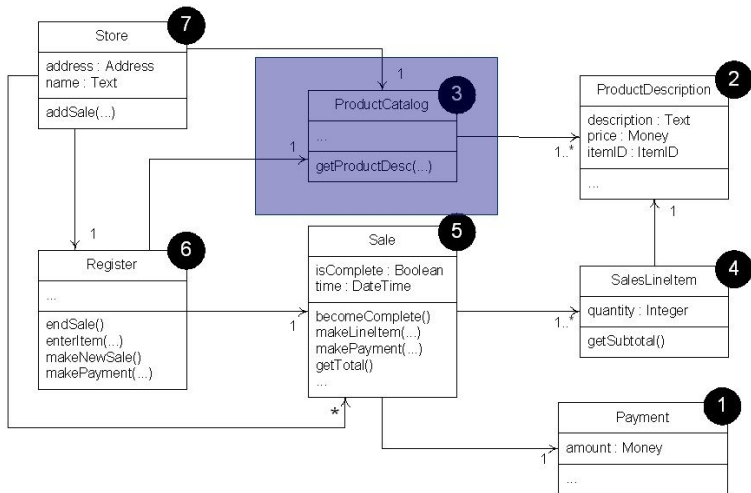 Store
7
address : Address
name : Text
addSale(...)
1
ProductCatalog
3
...
getProductDesc(...)
1
1..*
ProductDescription
2
description : Text
price : Money
itemID : ItemID
...
1
1
Register
6
...
endSale()
enterItem(...)
makeNewSale()
makePayment(...)
1
Sale
5
isComplete : Boolean
time : DateTime
becomeComplete()
makeLineItem(...)
makePayment(...)
getTotal()
...
*
1..*
SalesLineItem
4
quantity : Integer
getSubtotal()
1
Payment
1
amount : Money
...